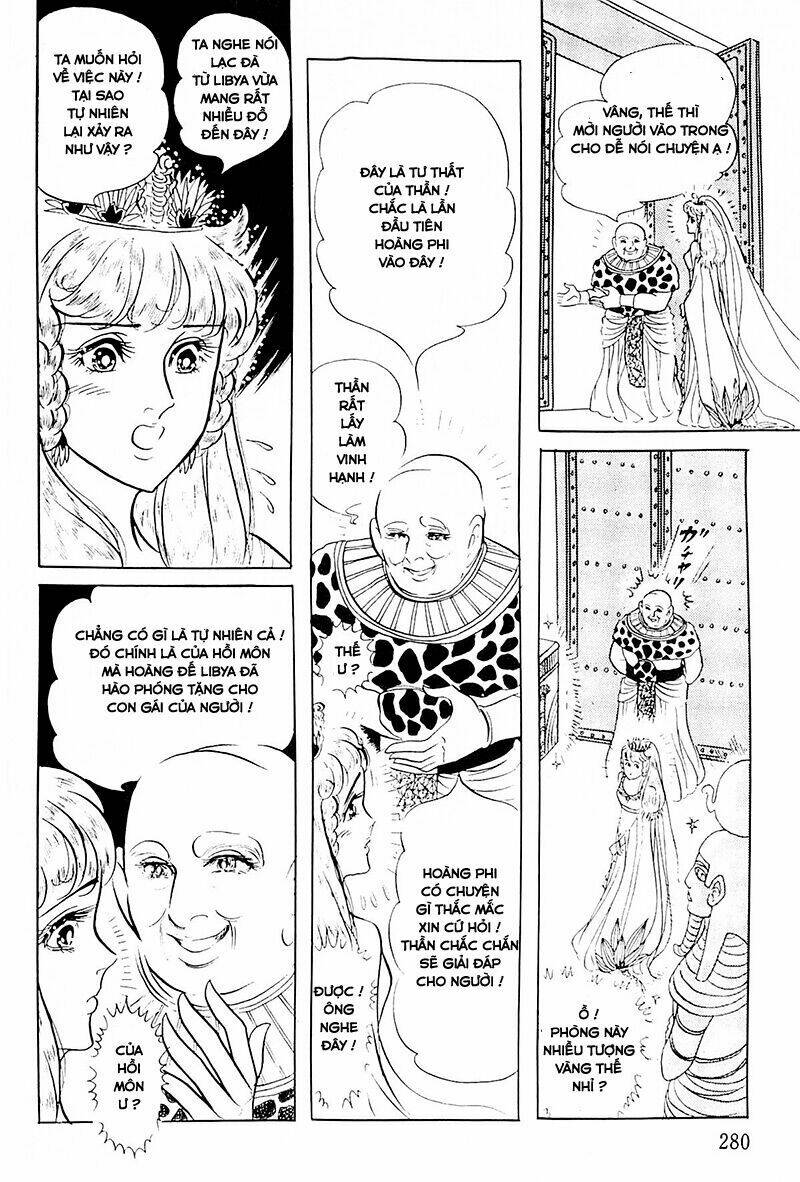 VÂNG, THẾ THÌ
MỜI NGƯỜI VÀO TRONG
CHO DỄ NÓI CHUYỆN Ạ !
ガチャッ
Ồ !
PHÒNG NÀY
NHIỀU TƯỢNG
VÀNG THẾ
NHỈ ?
ĐÂY LÀ TƯ THẤT
CỦA THẦN !
CHẮC LÀ LẦN
ĐẦU TIÊN
HOÀNG PHI
VÀO ĐÂY !
THẦN
RẤT
LẤY
LÀM
VINH
HẠNH !
THẾ
Ư ?
HOÀNG PHI
CÓ CHUYỆN
GÌ THẮC MẮC
XIN CỨ HỎI !
THẦN CHẮC CHẮN
SẼ GIẢI ĐÁP
CHO NGƯỜI !
ĐƯỢC !
ÔNG
NGHE
ĐÂY !
TA NGHE NÓI
LẠC ĐÀ
TỪ LIBYA VỪA
MANG RẤT
NHIỀU ĐỒ
ĐẾN ĐÂY !
TA MUỐN HỎI
VỀ VIỆC NÀY !
TẠI SAO
TỰ NHIÊN
LẠI XẢY RA
NHƯ VẬY ?
CHẲNG CÓ GÌ LÀ TỰ NHIÊN CẢ !
ĐÓ CHÍNH LÀ CỦA HỒI MÔN
MÀ HOÀNG ĐẾ LIBYA ĐÃ
HÀO PHÓNG TẶNG CHO
CON GÁI CỦA NGƯỜI !
CỦA
HỒI
MÔN
Ư ?
280